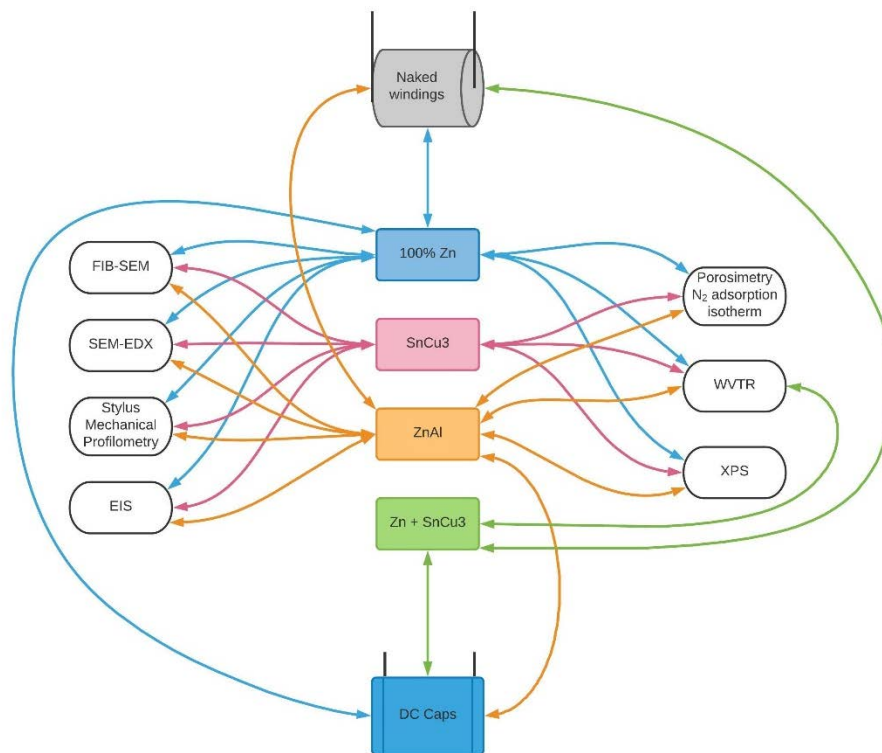 Naked
windings
100% Zn
FIB-SEM
Porosimetry
N₂ adsorption
isotherm
SEM-EDX
SnCu3
WVTR
Stylus
Mechanical
Profilometry
ZnAl
XPS
EIS
Zn + SnCu3
DC Caps